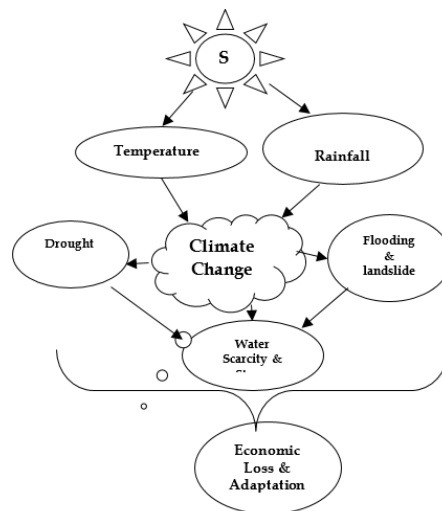 S
Temperature
Rainfall
Drought
Climate
Change
Flooding
&
landslide
Water
Scarcity &
Economic
Loss &
Adaptation